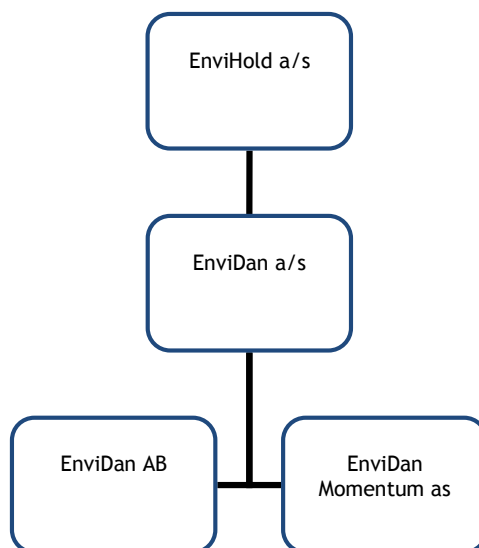 EnviHold a/s
EnviDan a/s
EnviDan AB
EnviDan
Momentum as